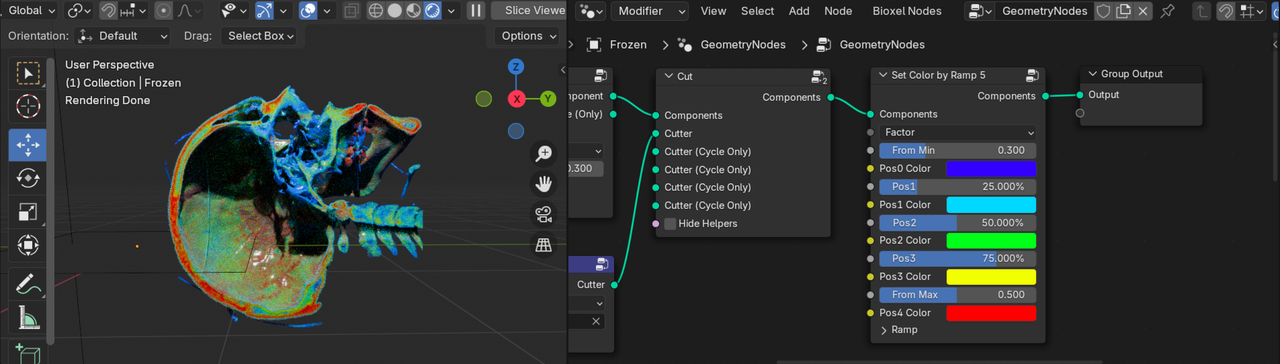 Global
Slice Viewe
Orientation: Default Drag: Select Box Options
User Perspective
(1) Collection | Frozen
Rendering Done
Z
X
Y
Modifier View Select Add Node Bioxel Nodes GeometryNodes
Frozen GeometryNodes GeometryNodes
mponent
e (Only)
0.300
Cutter
Cut
2
Components
Components
Cutter
Cutter (Cycle Only)
Cutter (Cycle Only)
Cutter (Cycle Only)
Cutter (Cycle Only)
Hide Helpers
Set Color by Ramp 5
Components
Components
Factor
From Min 0.300
Pos0 Color
Pos1 25.000%
Pos1 Color
Pos2 50.000%
Pos2 Color
Pos3 75.000%
Pos3 Color
From Max 0.500
Pos4 Color
Ramp
Group Output
Output